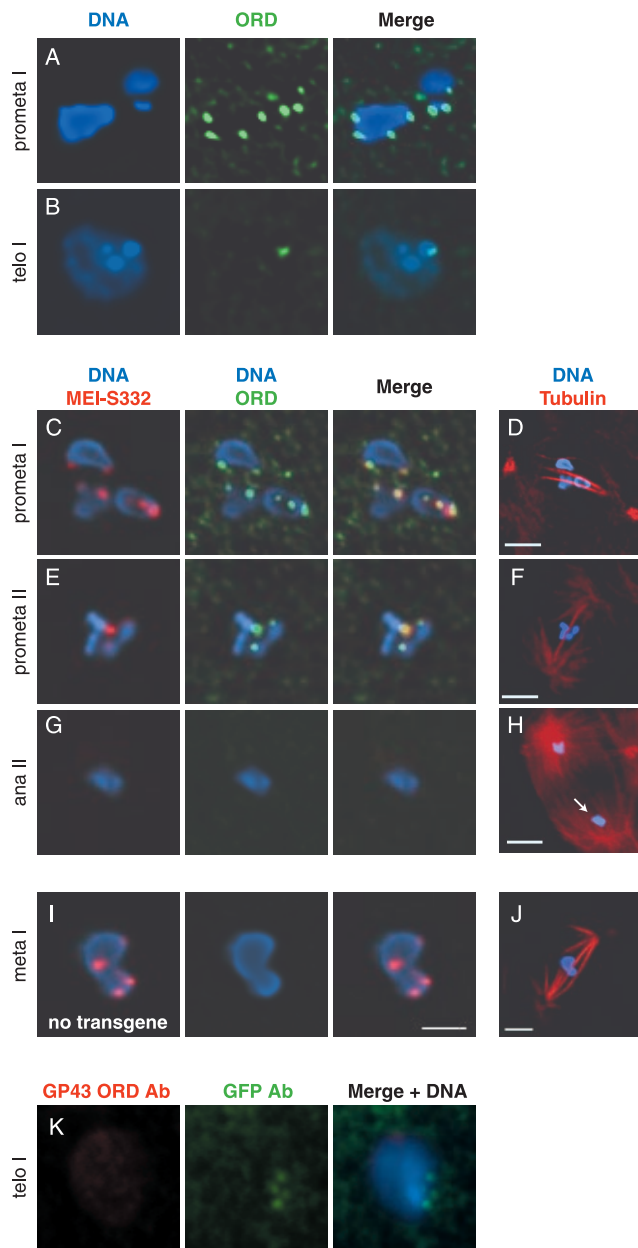 DNA ORD Merge
prometa I
A
telo I
B
DNA DNA
MEI-S332 ORD Merge DNA
Tubulin
prometa I
C D
prometa II
E F
ana II
G H
meta I
I J
no transgene
GP43 ORD Ab GFP Ab Merge + DNA
telo I
K